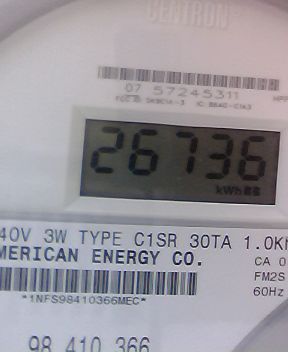 CENTRON
07 57245311
26736
kWh
40V 3W TYPE C1SR 30TA 1.0K
MERICAN ENERGY CO.
CA 0
FM2S
60Hz
*1NFS98410366MEC*
98 410 366